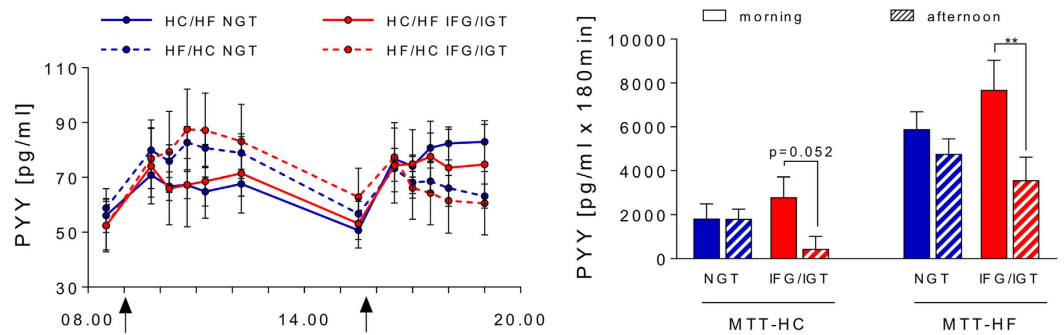 HC/HF NGT
HC/HF IFG/IGT
HF/HC NGT
HF/HC IFG/IGT
PYY [pg/ml]
110
90
70
50
30
08.00
14.00
20.00
morning
afternoon
PYY [pg/ml x 180min]
10000
8000
6000
4000
2000
0
p=0.052
**
NGT
IFG/IGT
NGT
IFG/IGT
MTT-HC
MTT-HF